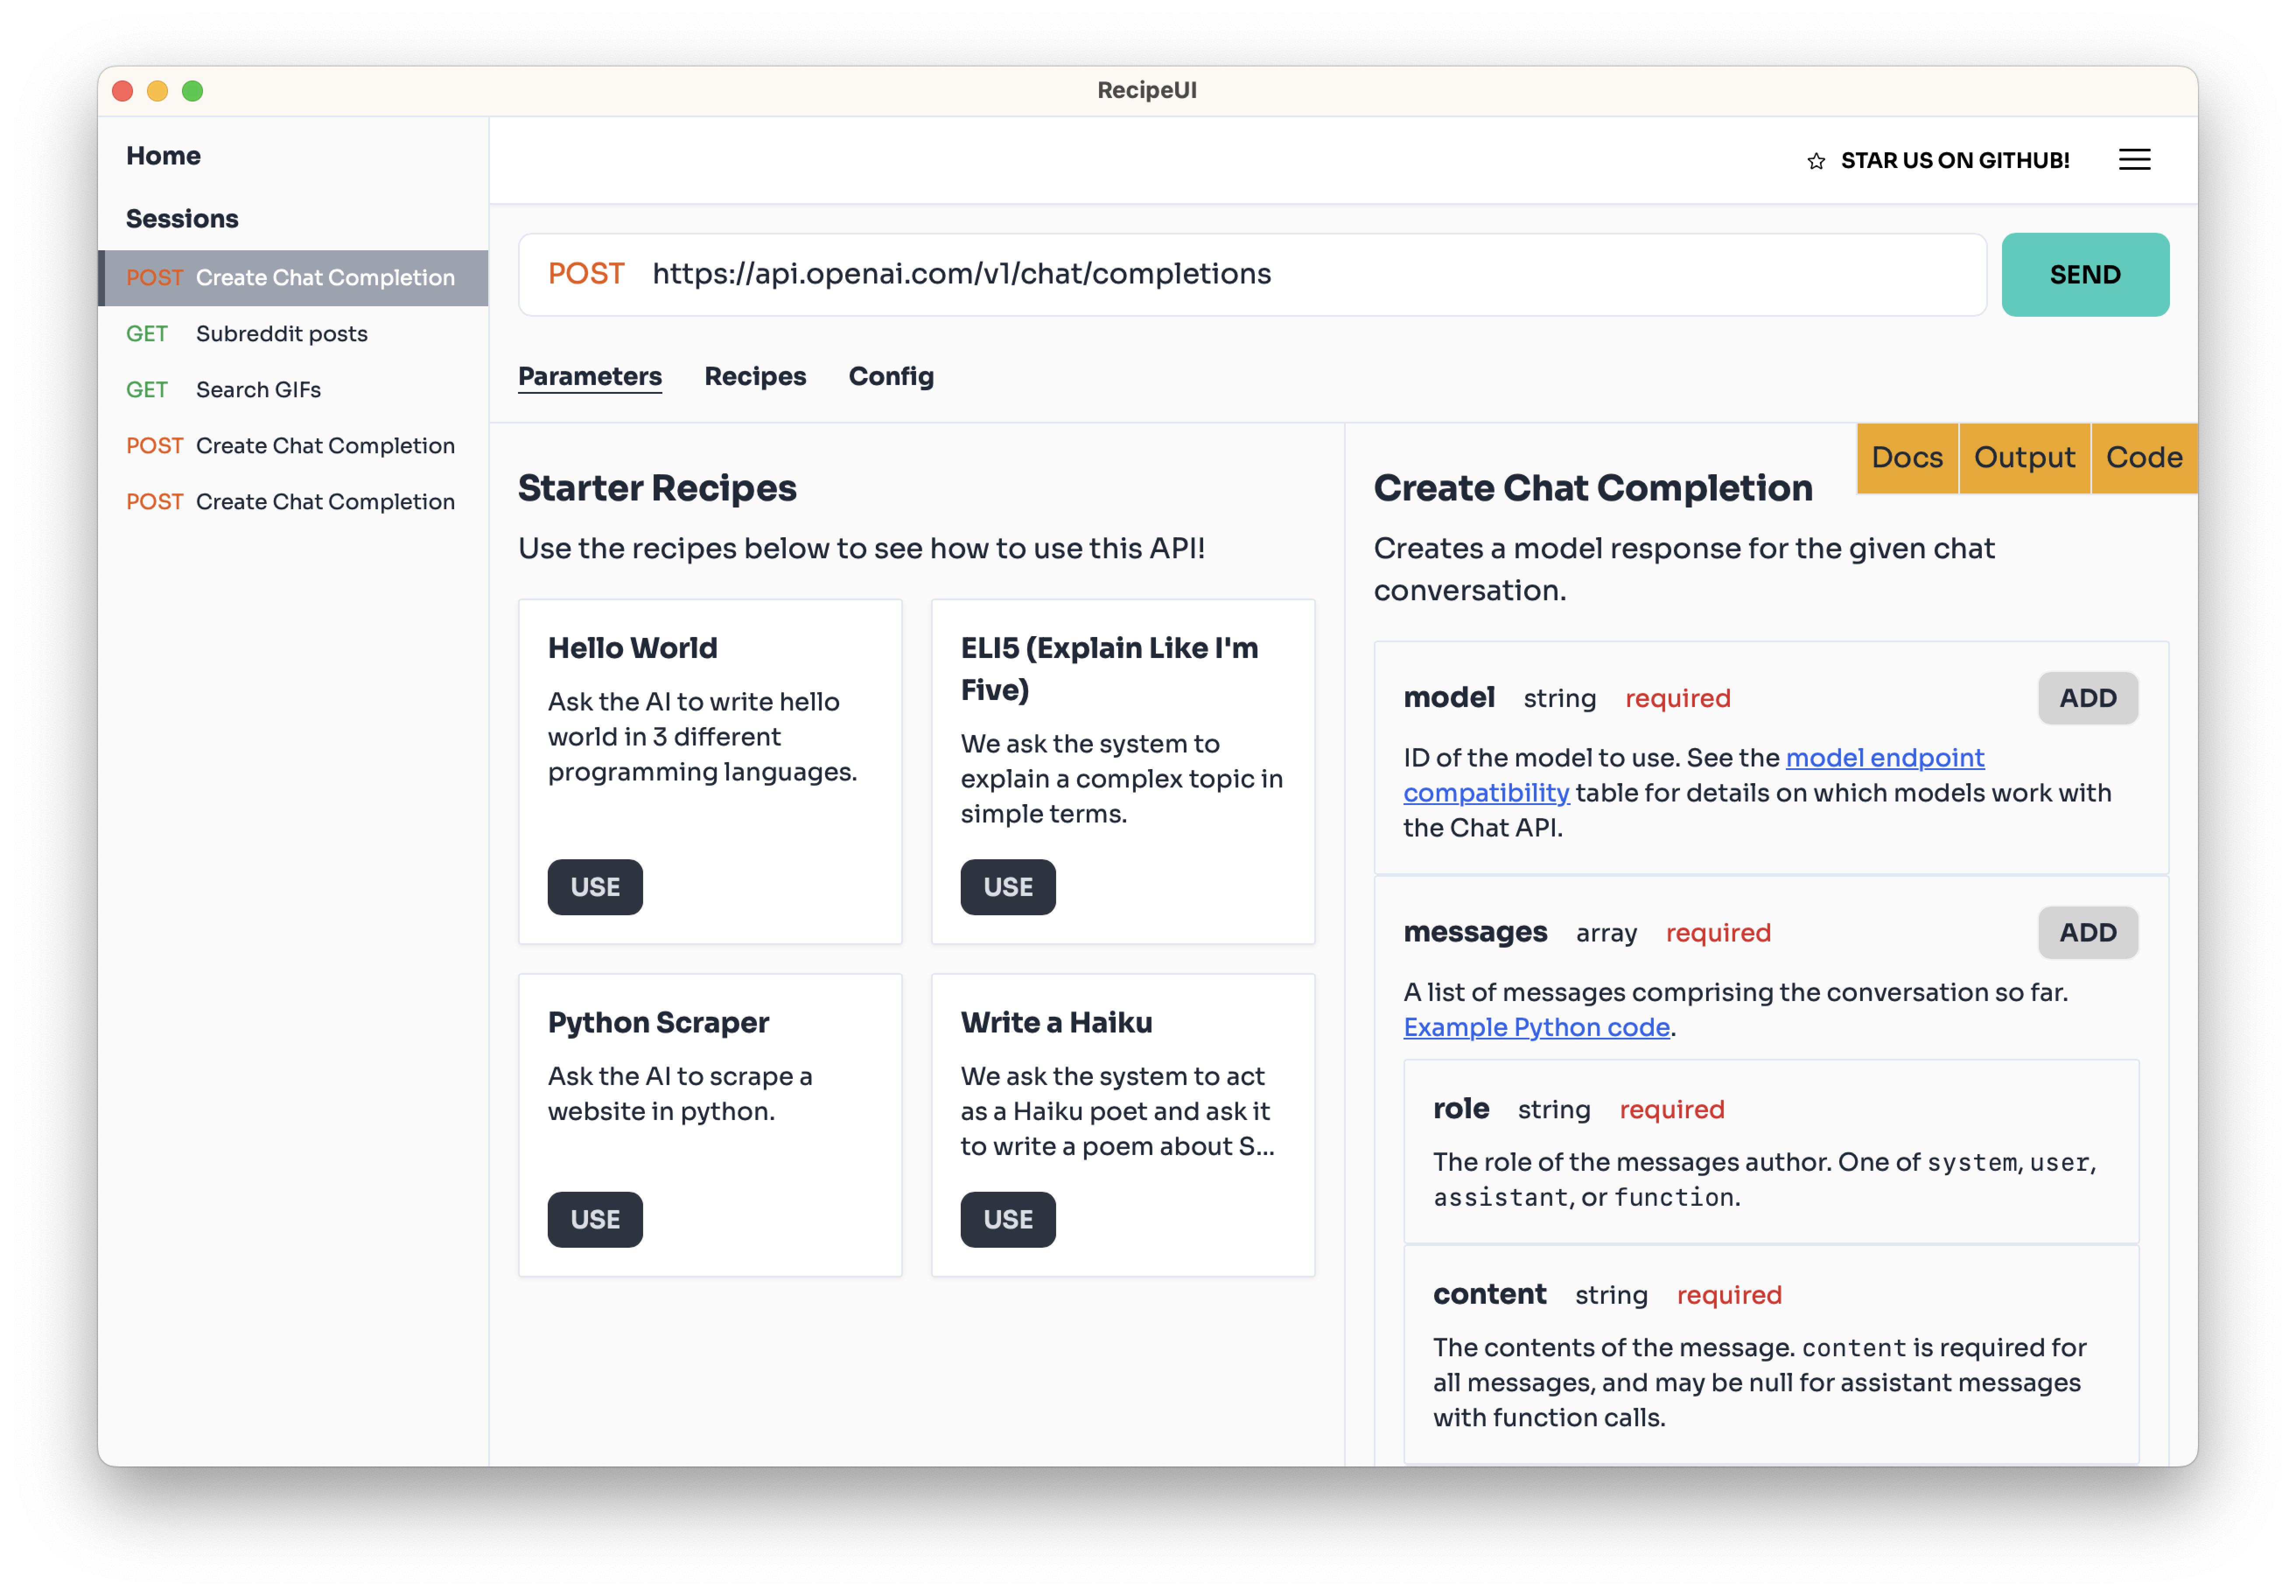 RecipeUI
Home
Sessions
POST Create Chat Completion
GET Subreddit posts
GET Search GIFs
POST Create Chat Completion
POST Create Chat Completion
STAR US ON GITHUB!
POST https://api.openai.com/v1/chat/completions
SEND
Parameters Recipes Config
Starter Recipes
Use the recipes below to see how to use this API!
Hello World
Ask the AI to write hello
world in 3 different
programming languages.
USE
ELI5 (Explain Like I'm
Five)
We ask the system to
explain a complex topic in
simple terms.
USE
Python Scraper
Ask the AI to scrape a
website in python.
USE
Write a Haiku
We ask the system to act
as a Haiku poet and ask it
to write a poem about S...
USE
Docs Output Code
Create Chat Completion
Creates a model response for the given chat
conversation.
model string required ADD
ID of the model to use. See the model endpoint
compatibility table for details on which models work with
the Chat API.
messages array required ADD
A list of messages comprising the conversation so far.
Example Python code.
role string required
The role of the messages author. One of system, user,
assistant, or function.
content string required
The contents of the message. content is required for
all messages, and may be null for assistant messages
with function calls.